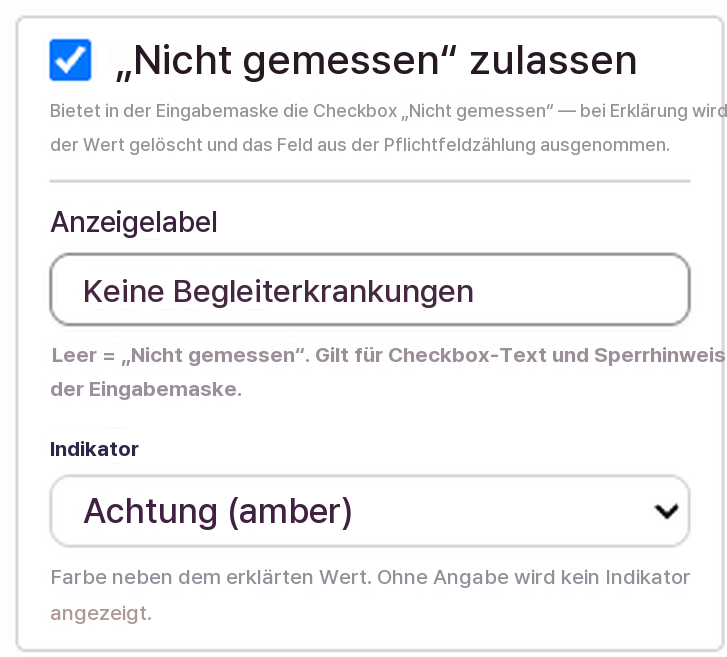 „Nicht gemessen“ zulassen
Bietet in der Eingabemaske die Checkbox „Nicht gemessen“ — bei Erklärung wird
der Wert gelöscht und das Feld aus der Pflichtfeldzählung ausgenommen.
Anzeigelabel
Keine Begleiterkrankungen
Leer = „Nicht gemessen“. Gilt für Checkbox-Text und Sperrhinweis
der Eingabemaske.
Indikator
Achtung (amber)
Farbe neben dem erklärten Wert. Ohne Angabe wird kein Indikator
angezeigt.